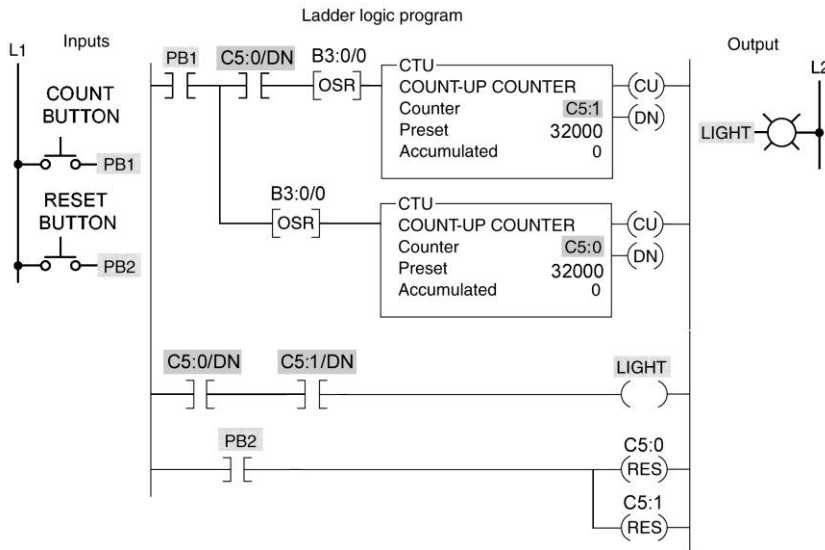 Ladder logic program
Inputs
Output
L1
L2
COUNT
BUTTON
PB1
RESET
BUTTON
PB2
PB1
C5:0/DN
B3:0/0
OSR
CTU
COUNT-UP COUNTER
Counter C5:1
Preset 32000
Accumulated 0
CU
DN
LIGHT
B3:0/0
OSR
CTU
COUNT-UP COUNTER
Counter C5:0
Preset 32000
Accumulated 0
CU
DN
C5:0/DN
C5:1/DN
LIGHT
PB2
C5:0
RES
C5:1
RES